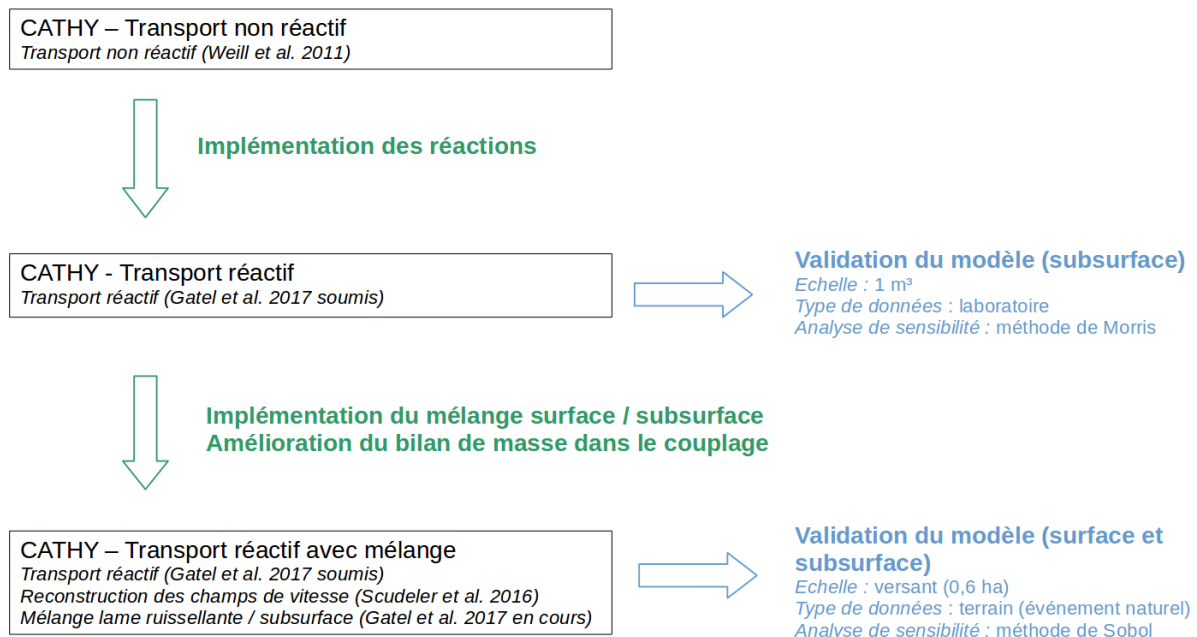 CATHY – Transport non réactif
Transport non réactif (Weill et al. 2011)
Implémentation des réactions
CATHY - Transport réactif
Transport réactif (Gatel et al. 2017 soumis)
Validation du modèle (subsurface)
Echelle : 1 m³
Type de données : laboratoire
Analyse de sensibilité : méthode de Morris
Implémentation du mélange surface / subsurface
Amélioration du bilan de masse dans le couplage
CATHY – Transport réactif avec mélange
Transport réactif (Gatel et al. 2017 soumis)
Reconstruction des champs de vitesse (Scudeler et al. 2016)
Mélange lame ruissellante / subsurface (Gatel et al. 2017 en cours)
Validation du modèle (surface et
subsurface)
Echelle : versant (0,6 ha)
Type de données : terrain (événement naturel)
Analyse de sensibilité : méthode de Sobol